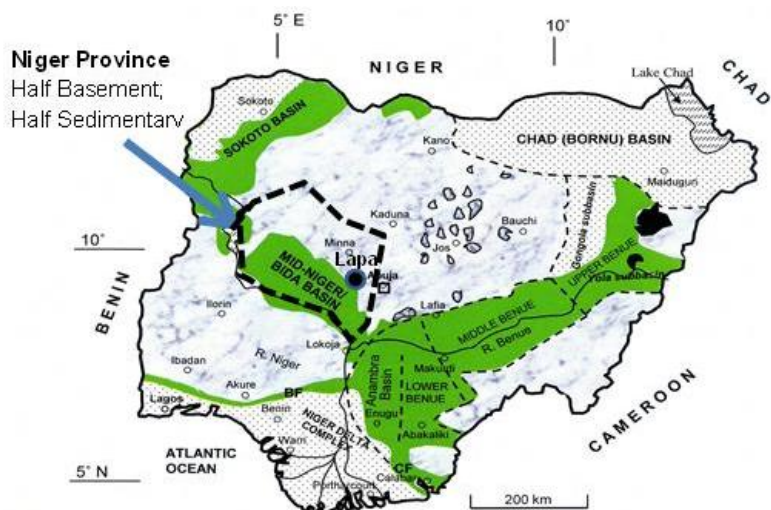 5° E
10°
Niger Province
Half Basement;
Half Sedimentary
NIGER
CHAD
Lake Chad
Sokoto
SOKOTO BASIN
Kano
CHAD (BORNU) BASIN
Maiduguri
Kaduna
Bauchi
Gongola subbasin
10°
Minna
Jos
Lapa
Abuja
MID-NIGER/
BIDA BASIN
UPPER BENUE
Yola subbasin
BENIN
Ilorin
Lafia
MIDDLE BENUE
R. Benue
Lokoja
R. Niger
Makurdi
Ibadan
Anambra
Basin
LOWER
BENUE
Akure
BF
Lagos
Benin
Enugu
Abakaliki
NIGER DELTA
COMPLEX
CAMEROON
ATLANTIC
OCEAN
Warri
CF
Calabar
5° N
Portharcourt
200 km